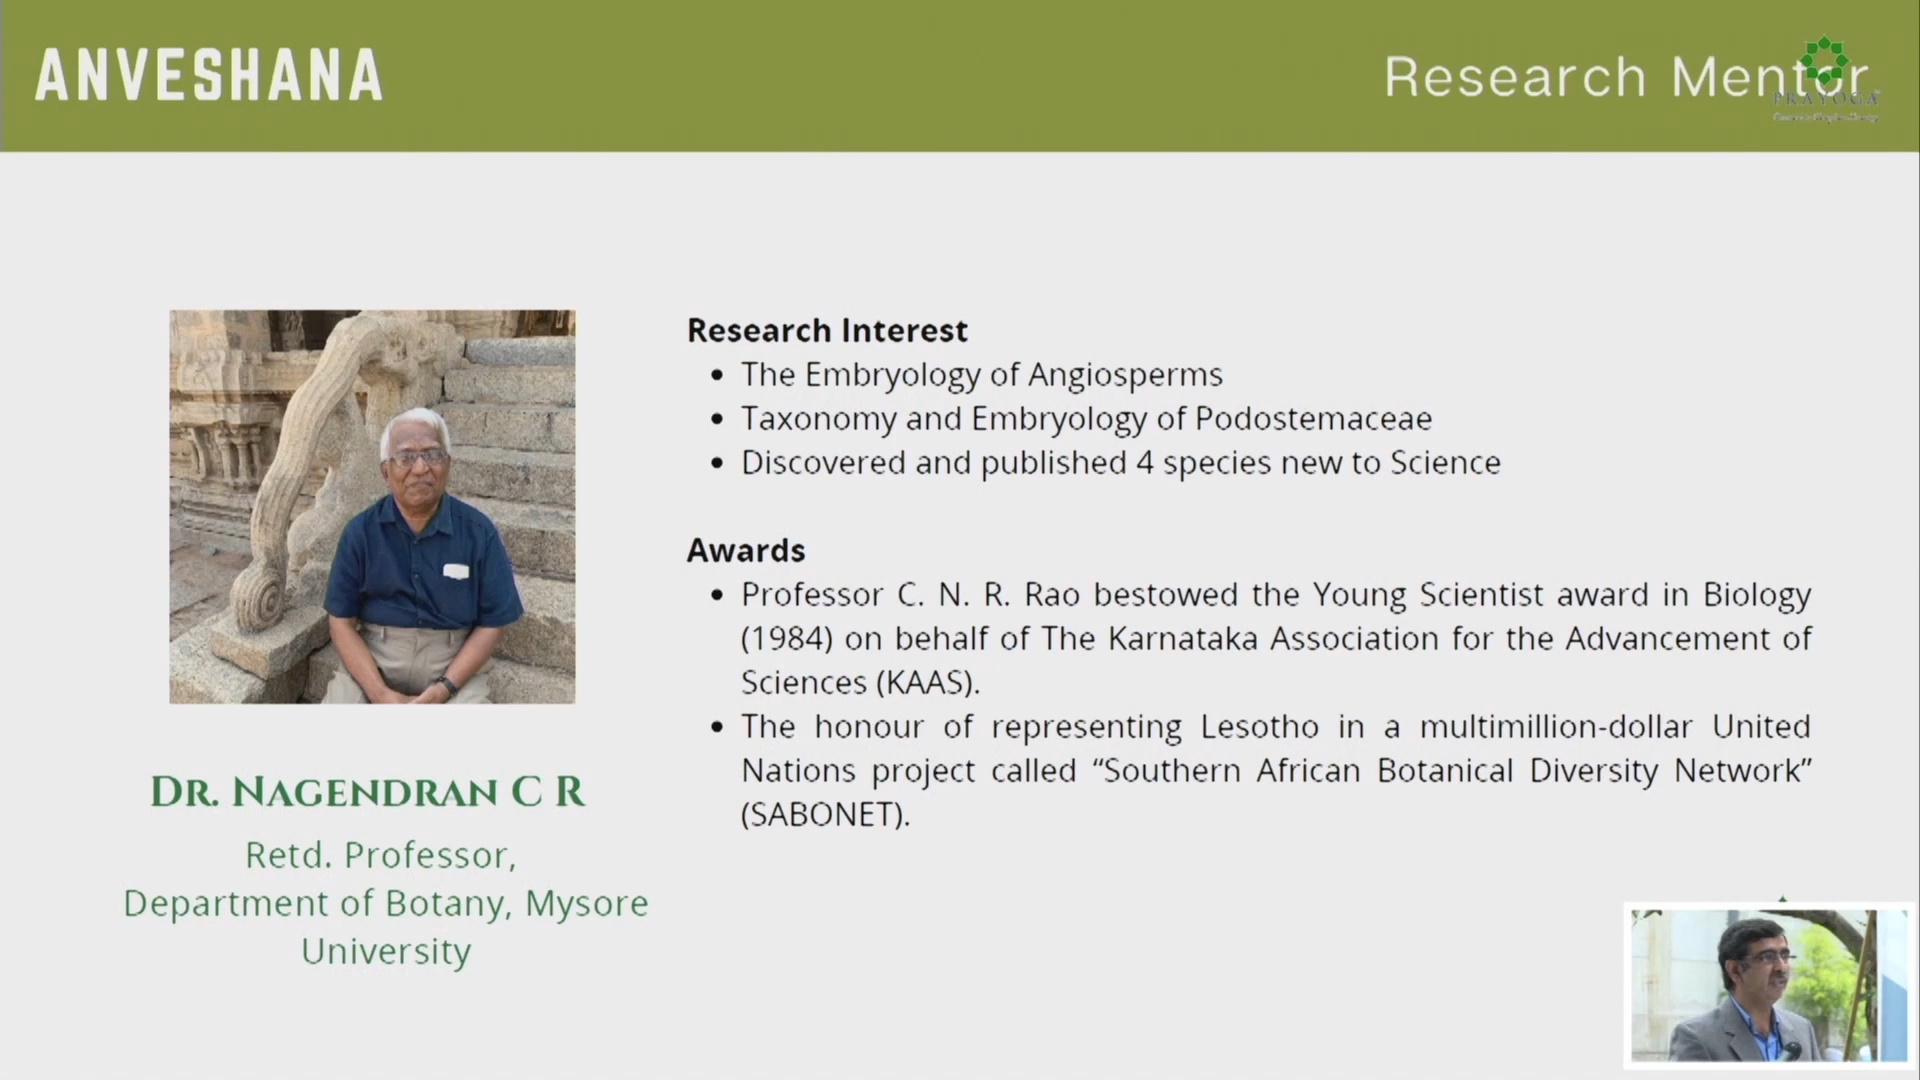 ANVESHANA
Research Mentor
PRAYOGA
Research Interest
• The Embryology of Angiosperms
• Taxonomy and Embryology of Podostemaceae
• Discovered and published 4 species new to Science
Awards
• Professor C. N. R. Rao bestowed the Young Scientist award in Biology
(1984) on behalf of The Karnataka Association for the Advancement of
Sciences (KAAS).
• The honour of representing Lesotho in a multimillion-dollar United
Nations project called “Southern African Botanical Diversity Network”
(SABONET).
DR. NAGENDRAN C R
Retd. Professor,
Department of Botany, Mysore
University